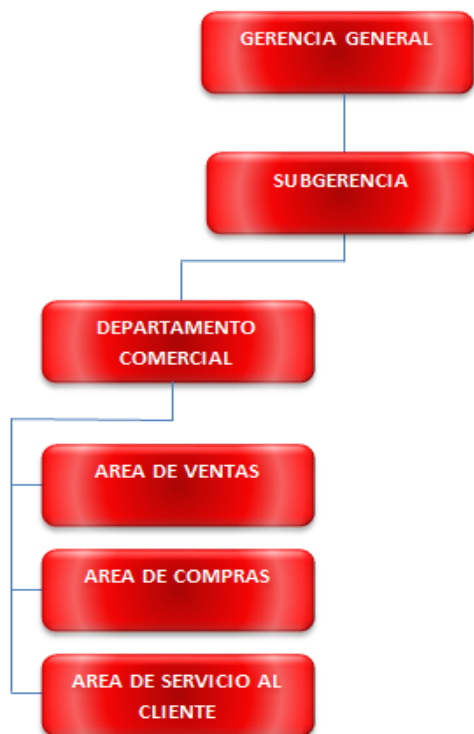 GERENCIA GENERAL
SUBGERENCIA
DEPARTAMENTO
COMERCIAL
AREA DE VENTAS
AREA DE COMPRAS
AREA DE SERVICIO AL
CLIENTE